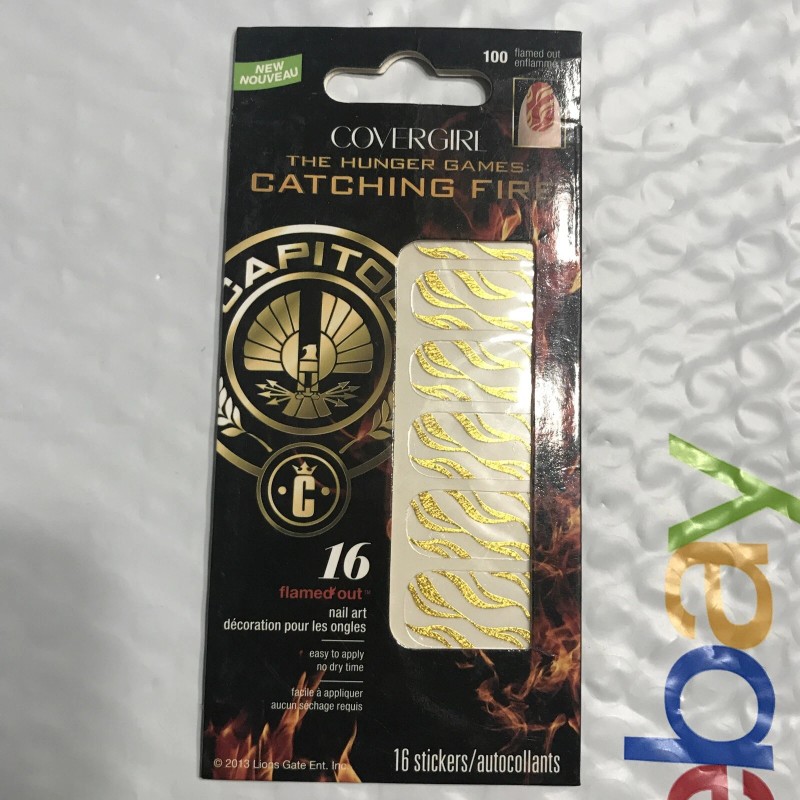 NEW
NOUVEAU
100 flamed out
enflammé
COVERGIRL
THE HUNGER GAMES:
CATCHING FIRE
CAPITOL
C
16
flamed out™
nail art
décoration pour les ongles
easy to apply
no dry time
facile à appliquer
aucun séchage requis
© 2013 Lions Gate Ent. Inc.
16 stickers/autocollants
ebay